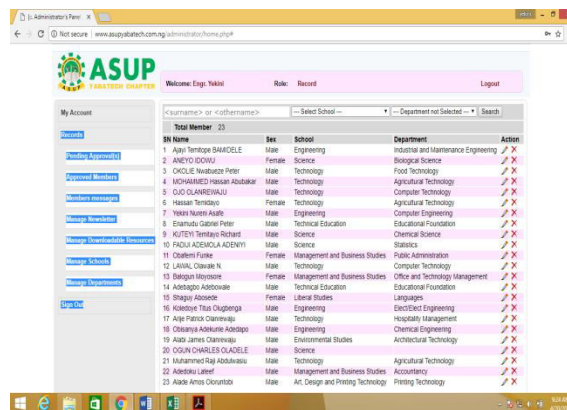 Administrator's Panel
Not secure | www.asupyabatech.com.ng/administrator/home.php#
ASUP
YABATECH CHAPTER
Welcome: Engr. Yekini Role: Record Logout
My Account
Records
Pending Approval(s)
Approved Members
Members messages
Manage Newsletter
Manage Downloadable Resources
Manage Schools
Manage Departments
Sign Out
<surname> or <othername> --- Select School --- -- Department not Selected -- Search
Total Member 23
SN Name Sex School Department Action
1 Ajayi Temitope BAMIDELE Male Engineering Industrial and Maintenance Engineering
2 ANEYO IDOWU Female Science Biological Science
3 OKOLIE Nwabueze Peter Male Technology Food Technology
4 MOHAMMED Hassan Abubakar Male Technology Agricultural Technology
5 OJO OLANREWAJU Male Technology Computer Technology
6 Hassan Temidayo Female Technology Agricultural Technology
7 Yekini Nureni Asafe Male Engineering Computer Engineering
8 Enamudu Gabriel Peter Male Technical Education Educational Foundation
9 KUTEYI Temitayo Richard Male Science Chemical Science
10 FADIJI ADEMOLA ADENIYI Male Science Statistics
11 Obafemi Funke Female Management and Business Studies Public Administration
12 LAWAL Olawale N. Male Technology Computer Technology
13 Balogun Moyosore Female Management and Business Studies Office and Technology Management
14 Adebagbo Adebowale Male Technical Education Educational Foundation
15 Shaguy Abosede Female Liberal Studies Languages
16 Koledoye Titus Olugbenga Male Engineering Elect/Elect Engineering
17 Arije Patrick Olanrewaju Male Technology Hospitality Management
18 Obisanya Adekunle Adedapo Male Engineering Chemical Engineering
19 Alabi James Olanrewaju Male Environmental Studies Architectural Technology
20 OGUN CHARLES OLADELE Male Science
21 Muhammed Raji Abdulwasiu Male Technology Agricultural Technology
22 Adedoku Lateef Male Management and Business Studies Accountancy
23 Alade Amos Oloruntobi Male Art, Design and Printing Technology Printing Technology